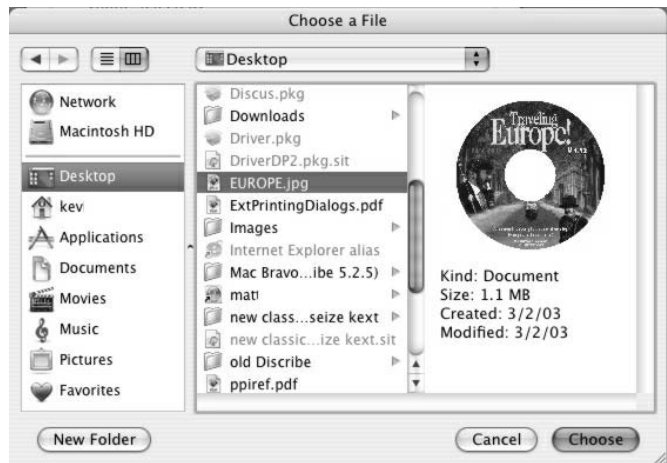 Choose a File
Desktop
Network
Macintosh HD
Desktop
kev
Applications
Documents
Movies
Music
Pictures
Favorites
Discus.pkg
Downloads
Driver.pkg
DriverDP2.pkg.sit
EUROPE.jpg
ExtPrintingDialogs.pdf
Images
Internet Explorer alias
Mac Bravo...ibe 5.2.5)
matt
new class...seize kext
new classic...ize kext.sit
old Discribe
ppiref.pdf
Traveling
Europe!
Kind: Document
Size: 1.1 MB
Created: 3/2/03
Modified: 3/2/03
New Folder
Cancel
Choose